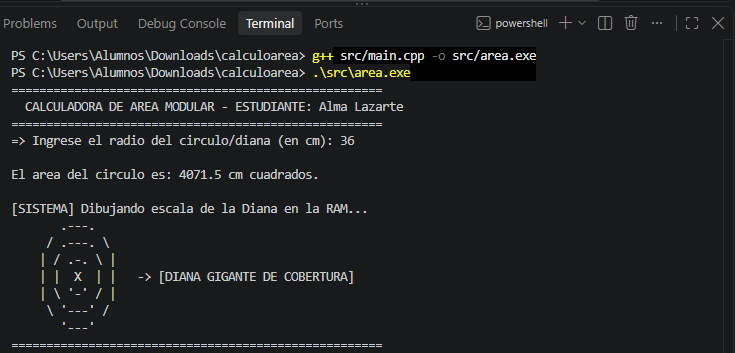 Problems Output Debug Console Terminal Ports powershell
PS C:\Users\Alumnos\Downloads\calculoarea> g++ src/main.cpp -o src/area.exe
PS C:\Users\Alumnos\Downloads\calculoarea> .\src\area.exe
=====================================================
  CALCULADORA DE AREA MODULAR - ESTUDIANTE: Alma Lazarte
=====================================================
=> Ingrese el radio del circulo/diana (en cm): 36
El area del circulo es: 4071.5 cm cuadrados.
[SISTEMA] Dibujando escala de la Diana en la RAM...
       .---.
     / .---. \
    | / .-. \ |
    | |  X  | |   -> [DIANA GIGANTE DE COBERTURA]
    | \ '-' / |
     \ '---' /
       '---'
=====================================================